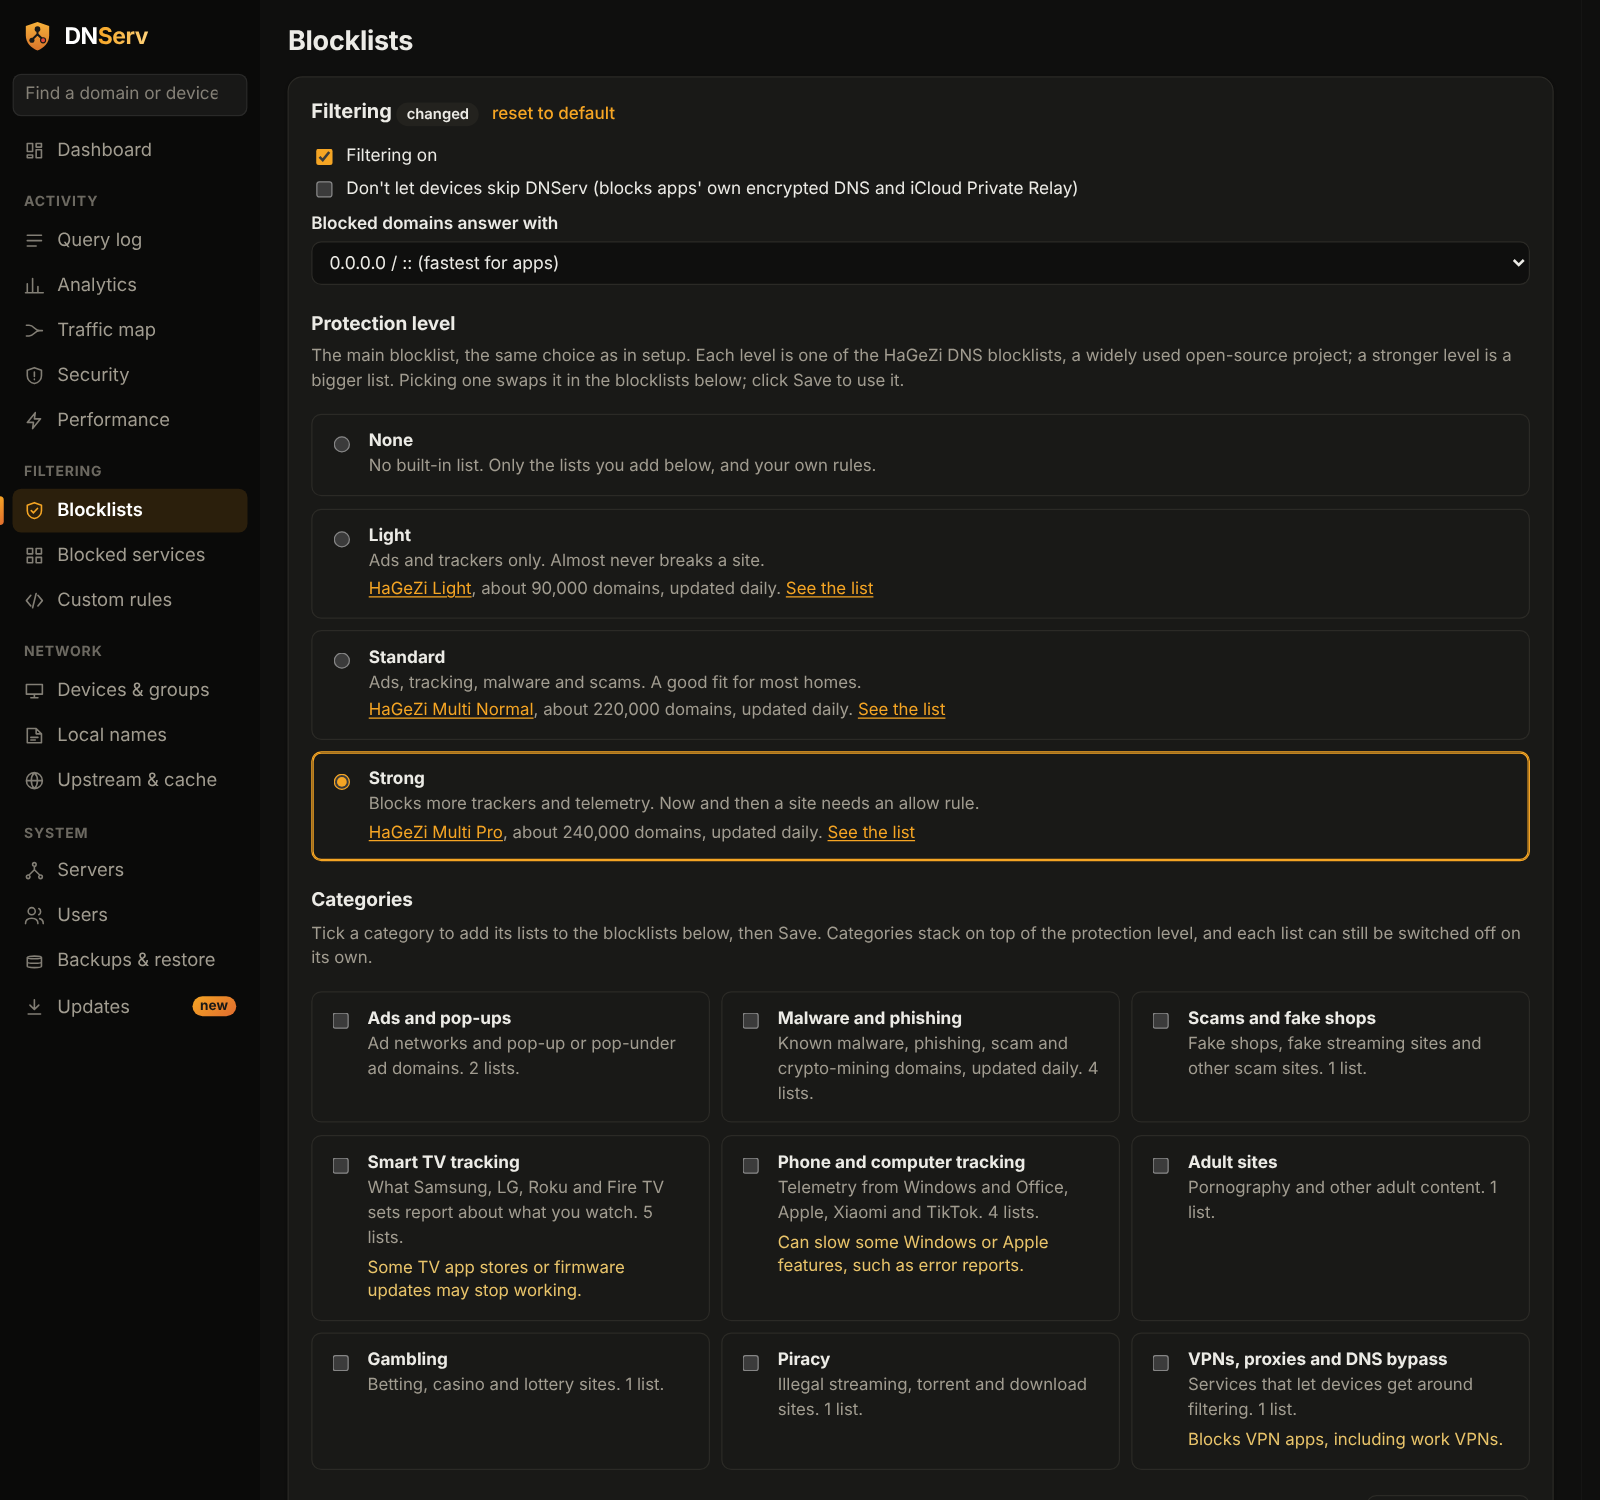 DNServ
Find a domain or device
Dashboard
ACTIVITY
Query log
Analytics
Traffic map
Security
Performance
FILTERING
Blocklists
Blocked services
Custom rules
NETWORK
Devices & groups
Local names
Upstream & cache
SYSTEM
Servers
Users
Backups & restore
Updates new
Blocklists
Filtering changed reset to default
Filtering on
Don't let devices skip DNServ (blocks apps' own encrypted DNS and iCloud Private Relay)
Blocked domains answer with
0.0.0.0 / :: (fastest for apps)
Protection level
The main blocklist, the same choice as in setup. Each level is one of the HaGeZi DNS blocklists, a widely used open-source project; a stronger level is a
bigger list. Picking one swaps it in the blocklists below; click Save to use it.
None
No built-in list. Only the lists you add below, and your own rules.
Light
Ads and trackers only. Almost never breaks a site.
HaGeZi Light, about 90,000 domains, updated daily. See the list
Standard
Ads, tracking, malware and scams. A good fit for most homes.
HaGeZi Multi Normal, about 220,000 domains, updated daily. See the list
Strong
Blocks more trackers and telemetry. Now and then a site needs an allow rule.
HaGeZi Multi Pro, about 240,000 domains, updated daily. See the list
Categories
Tick a category to add its lists to the blocklists below, then Save. Categories stack on top of the protection level, and each list can still be switched off on
its own.
Ads and pop-ups
Ad networks and pop-up or pop-under
ad domains. 2 lists.
Malware and phishing
Known malware, phishing, scam and
crypto-mining domains, updated daily. 4
lists.
Scams and fake shops
Fake shops, fake streaming sites and
other scam sites. 1 list.
Smart TV tracking
What Samsung, LG, Roku and Fire TV
sets report about what you watch. 5
lists.
Some TV app stores or firmware
updates may stop working.
Phone and computer tracking
Telemetry from Windows and Office,
Apple, Xiaomi and TikTok. 4 lists.
Can slow some Windows or Apple
features, such as error reports.
Adult sites
Pornography and other adult content. 1
list.
Gambling
Betting, casino and lottery sites. 1 list.
Piracy
Illegal streaming, torrent and download
sites. 1 list.
VPNs, proxies and DNS bypass
Services that let devices get around
filtering. 1 list.
Blocks VPN apps, including work VPNs.